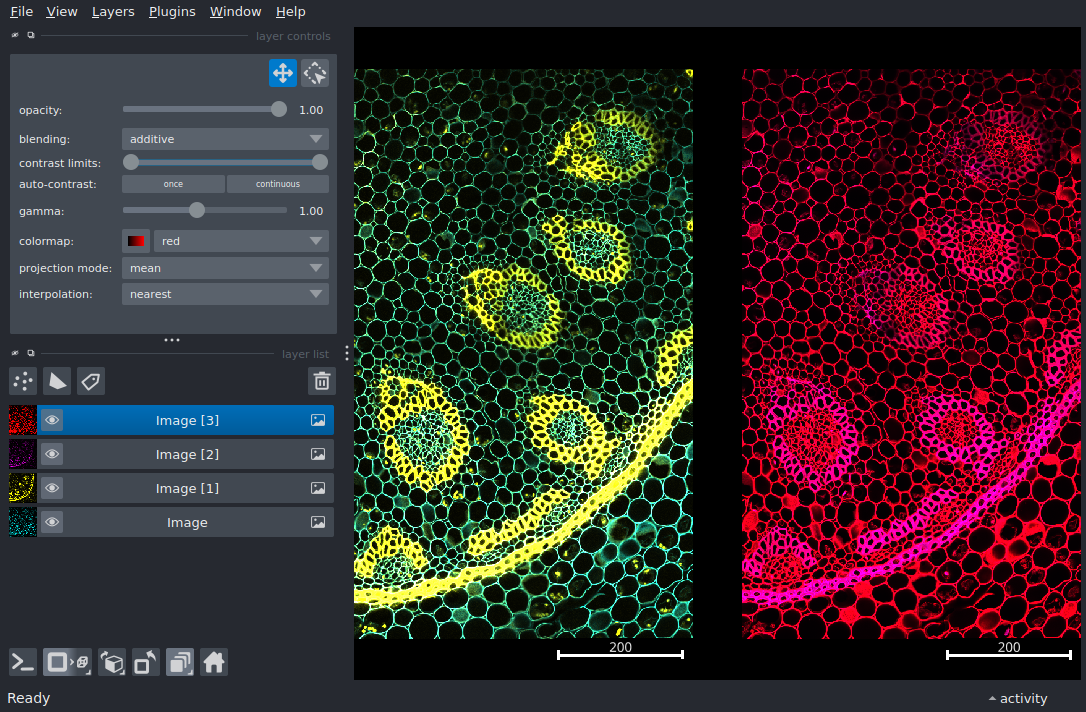 File View Layers Plugins Window Help
layer controls
opacity: 1.00
blending: additive
contrast limits:
auto-contrast: once continuous
gamma: 1.00
colormap: red
projection mode: mean
interpolation: nearest
layer list
Image [3]
Image [2]
Image [1]
Image
200 200
Ready activity